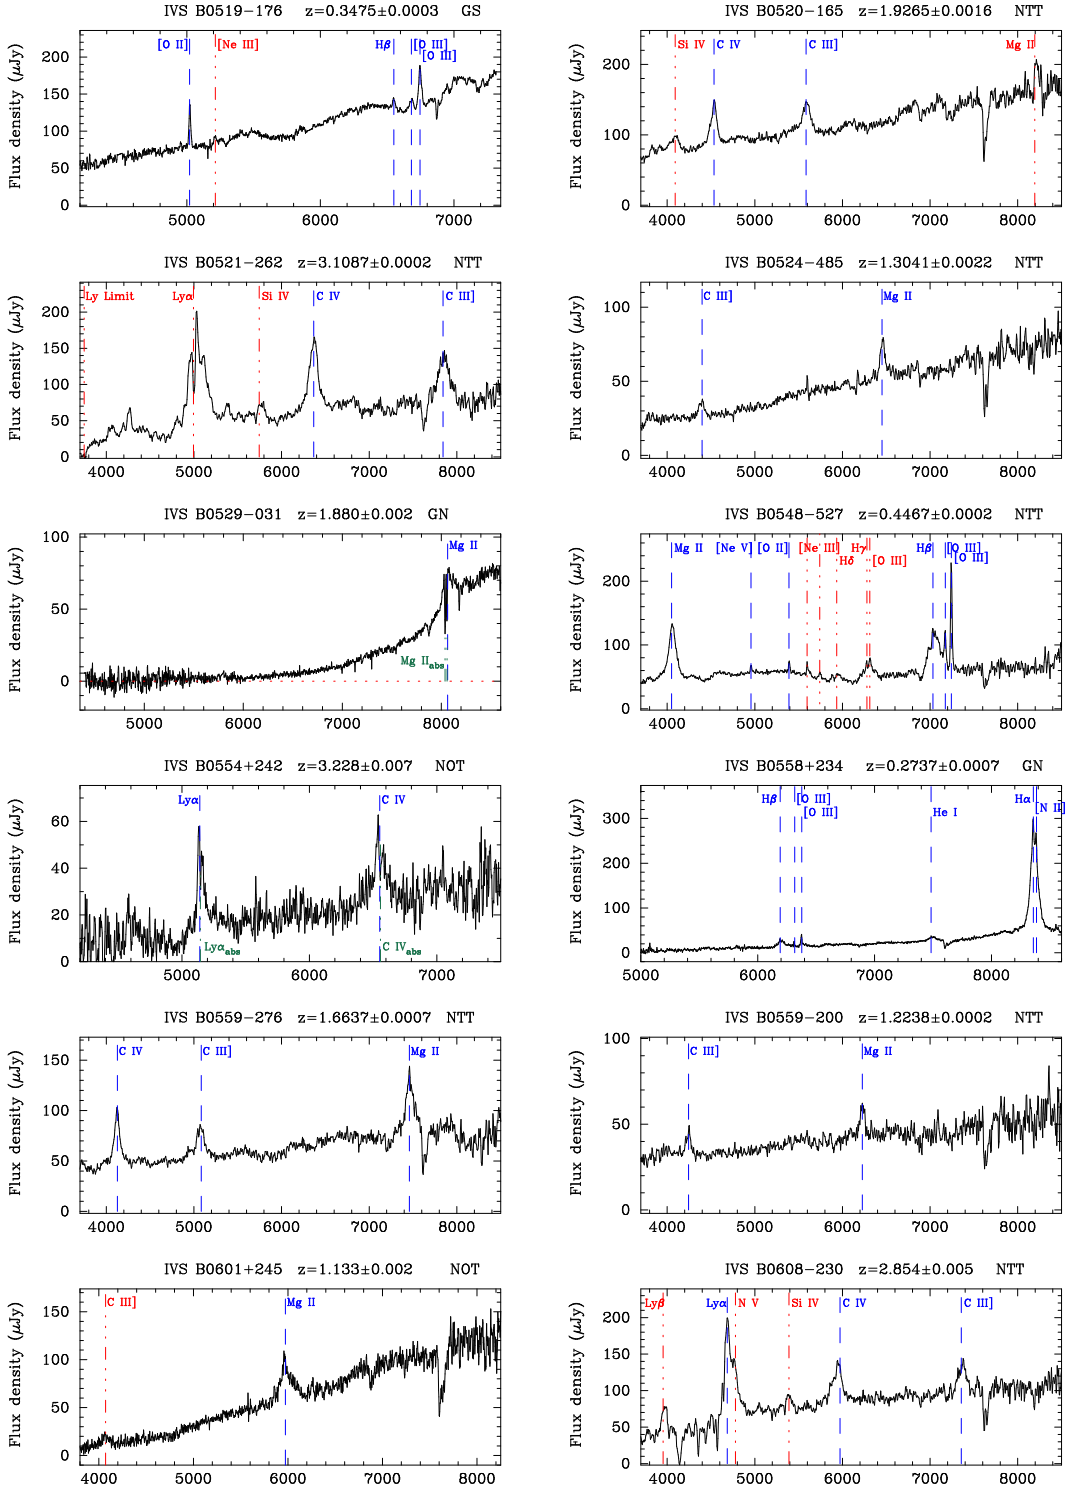 IVS B0519−176 z=0.3475±0.0003 GS
[O II] [Ne III] Hβ [O III]
[O III]
Flux density (μJy)
200
150
100
50
0
5000 6000 7000
IVS B0520−165 z=1.9265±0.0016 NTT
Si IV C IV C III] Mg II
Flux density (μJy)
200
150
100
50
0
4000 5000 6000 7000 8000
IVS B0521−262 z=3.1087±0.0002 NTT
Ly Limit Lyα Si IV C IV C III]
Flux density (μJy)
200
150
100
50
0
4000 5000 6000 7000 8000
IVS B0524−485 z=1.3041±0.0022 NTT
C III] Mg II
Flux density (μJy)
100
50
0
4000 5000 6000 7000 8000
IVS B0529−031 z=1.880±0.002 GN
Mg II
Mg IIabs
Flux density (μJy)
100
50
0
5000 6000 7000 8000
IVS B0548−527 z=0.4467±0.0002 NTT
Mg II [Ne V] [O II] [Ne III] Hγ Hβ [O III]
Hδ [O III] [O III]
Flux density (μJy)
200
100
0
4000 5000 6000 7000 8000
IVS B0554+242 z=3.228±0.007 NOT
Lyα C IV
Lyαabs C IVabs
Flux density (μJy)
60
40
20
0
5000 6000 7000
IVS B0558+234 z=0.2737±0.0007 GN
Hβ [O III] Hα
[O III] He I [N II]
Flux density (μJy)
300
200
100
0
5000 6000 7000 8000
IVS B0559−276 z=1.6637±0.0007 NTT
C IV C III] Mg II
Flux density (μJy)
150
100
50
0
4000 5000 6000 7000 8000
IVS B0559−200 z=1.2238±0.0002 NTT
C III] Mg II
Flux density (μJy)
100
50
0
4000 5000 6000 7000 8000
IVS B0601+245 z=1.133±0.002 NOT
C III] Mg II
Flux density (μJy)
150
100
50
0
4000 5000 6000 7000 8000
IVS B0608−230 z=2.854±0.005 NTT
Lyβ Lyα N V Si IV C IV C III]
Flux density (μJy)
200
150
100
50
0
4000 5000 6000 7000 8000